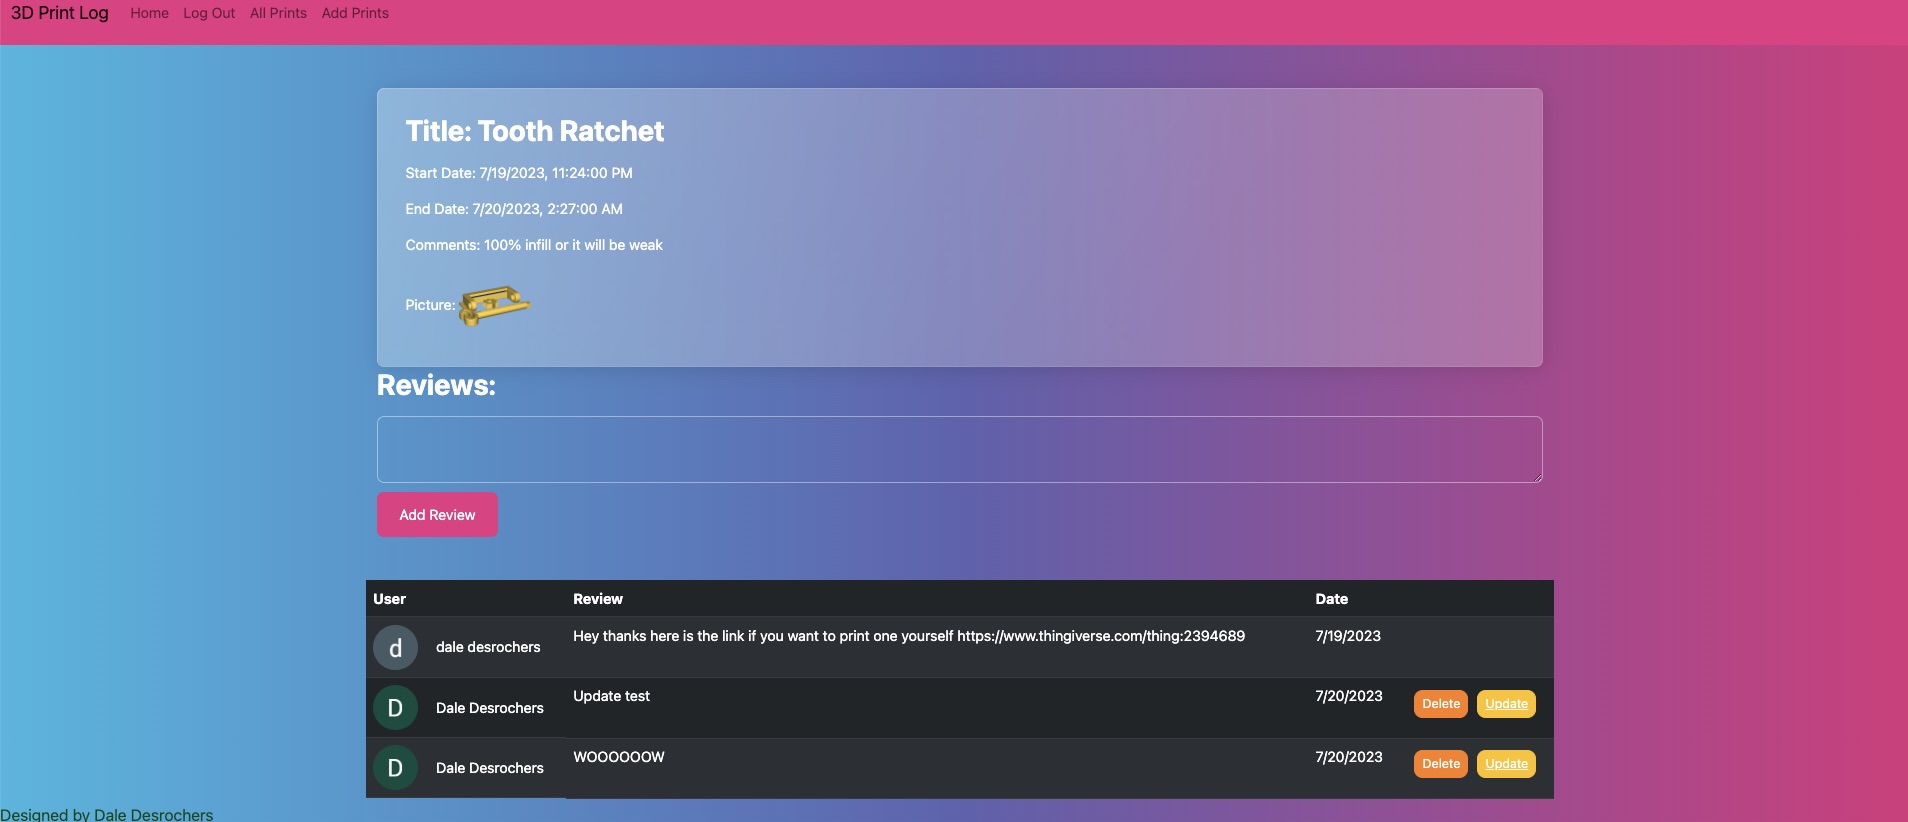 3D Print Log Home Log Out All Prints Add Prints
Title: Tooth Ratchet
Start Date: 7/19/2023, 11:24:00 PM
End Date: 7/20/2023, 2:27:00 AM
Comments: 100% infill or it will be weak
Picture:
Reviews:
Add Review
User Review Date
d dale desrochers Hey thanks here is the link if you want to print one yourself https://www.thingiverse.com/thing:2394689 7/19/2023
D Dale Desrochers Update test 7/20/2023 Delete Update
D Dale Desrochers WOOOOOOW 7/20/2023 Delete Update
Designed by Dale Desrochers